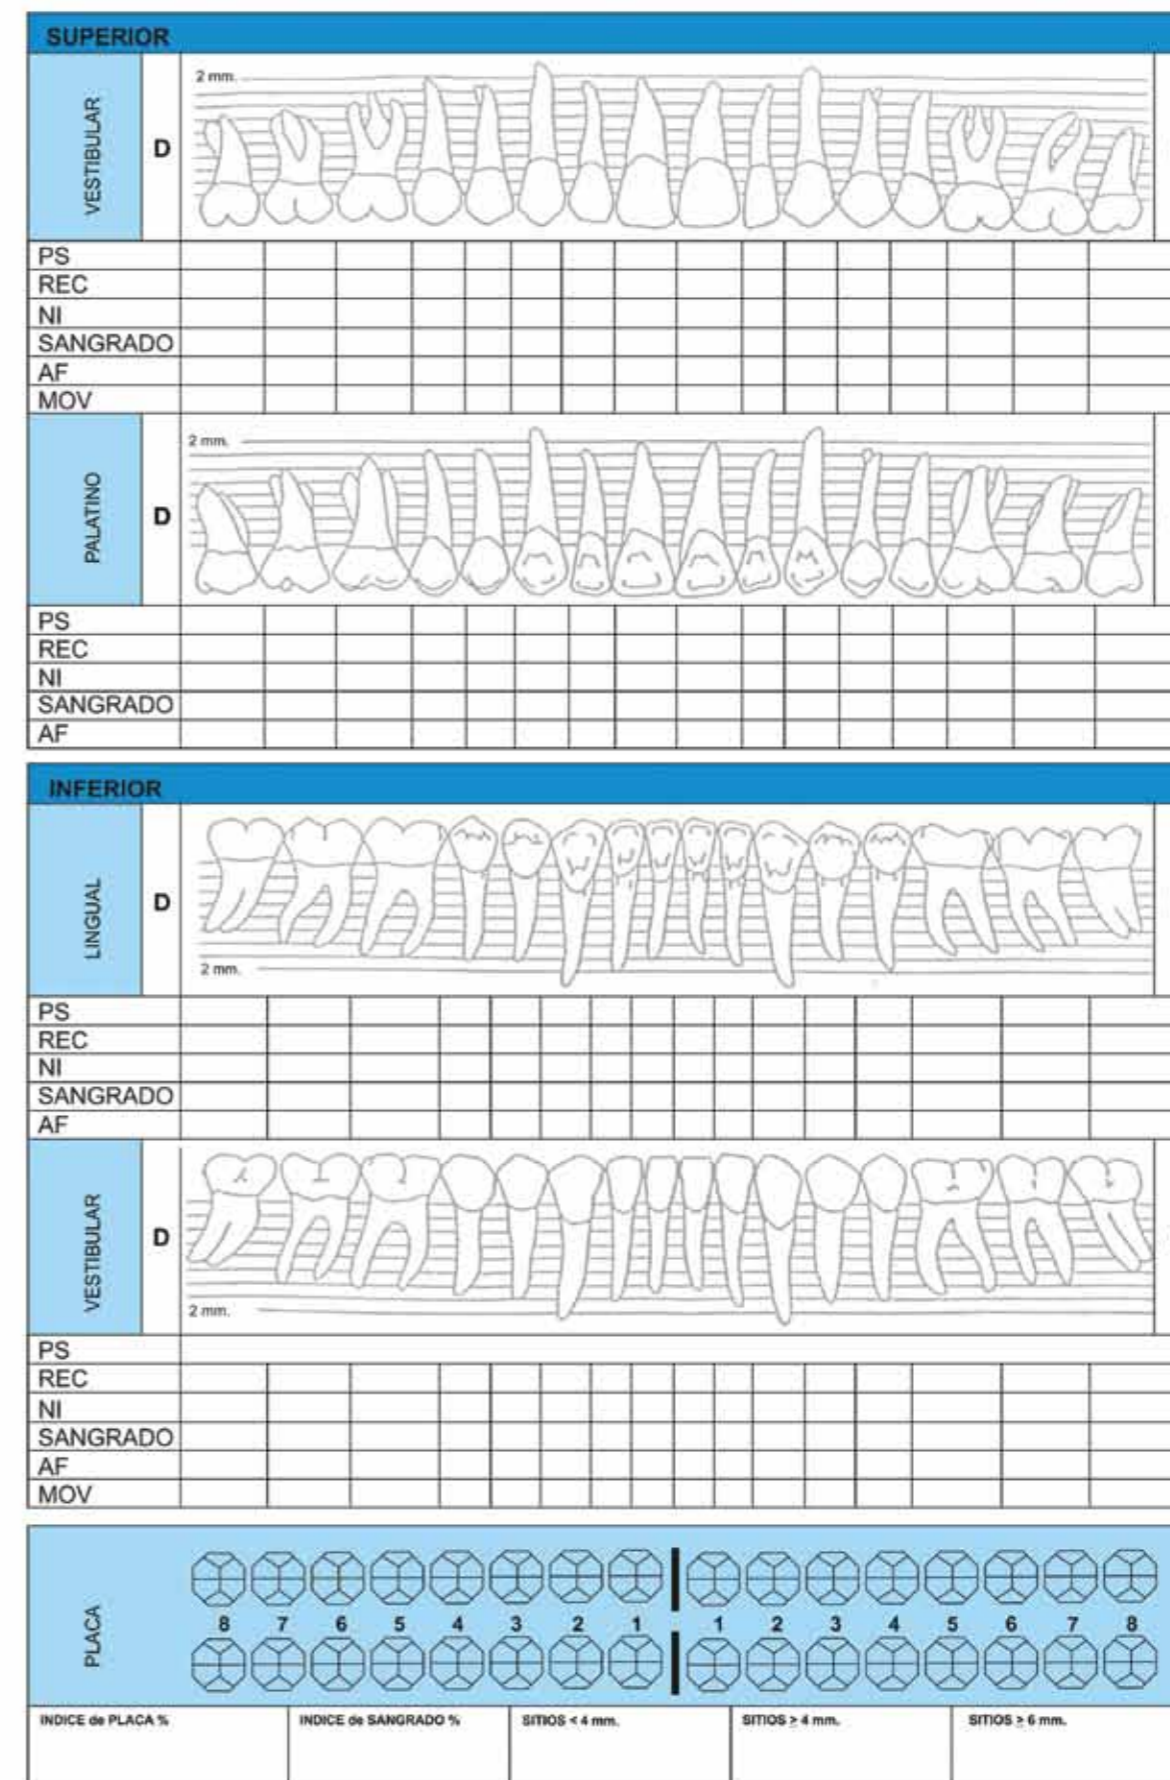 SUPERIOR
VESTIBULAR
D
2 mm.
PS
REC
NI
SANGRADO
AF
MOV
PALATINO
D
2 mm.
PS
REC
NI
SANGRADO
AF
INFERIOR
LINGUAL
D
2 mm.
PS
REC
NI
SANGRADO
AF
VESTIBULAR
D
2 mm.
PS
REC
NI
SANGRADO
AF
MOV
PLACA
8 7 6 5 4 3 2 1 1 2 3 4 5 6 7 8
INDICE de PLACA % INDICE de SANGRADO % SITIOS < 4 mm. SITIOS ≥ 4 mm. SITIOS ≥ 6 mm.